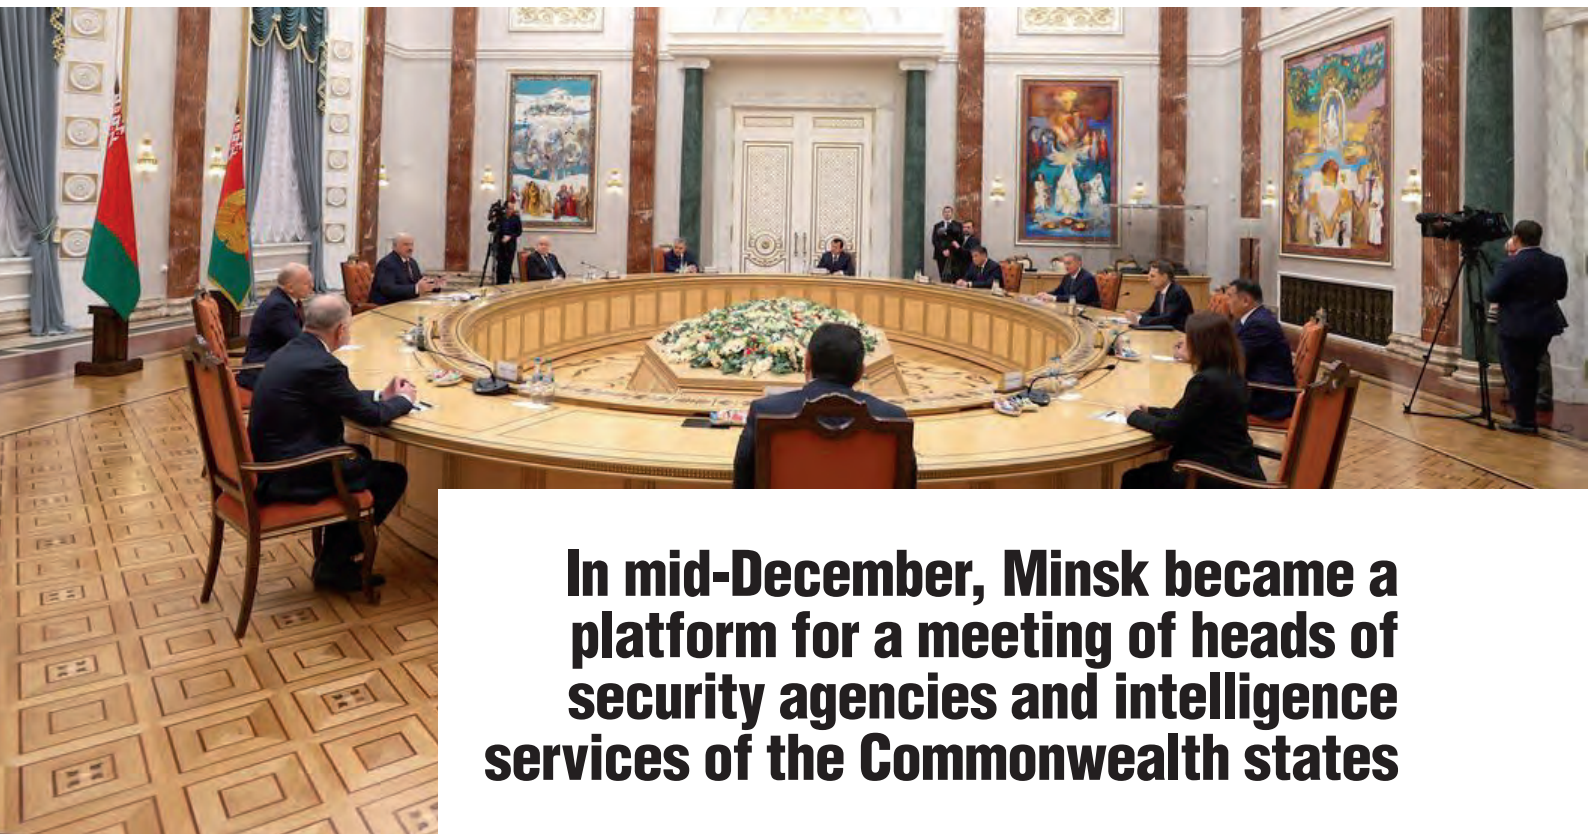 In mid-December, Minsk became a
platform for a meeting of heads of
security agencies and intelligence
services of the Commonwealth states